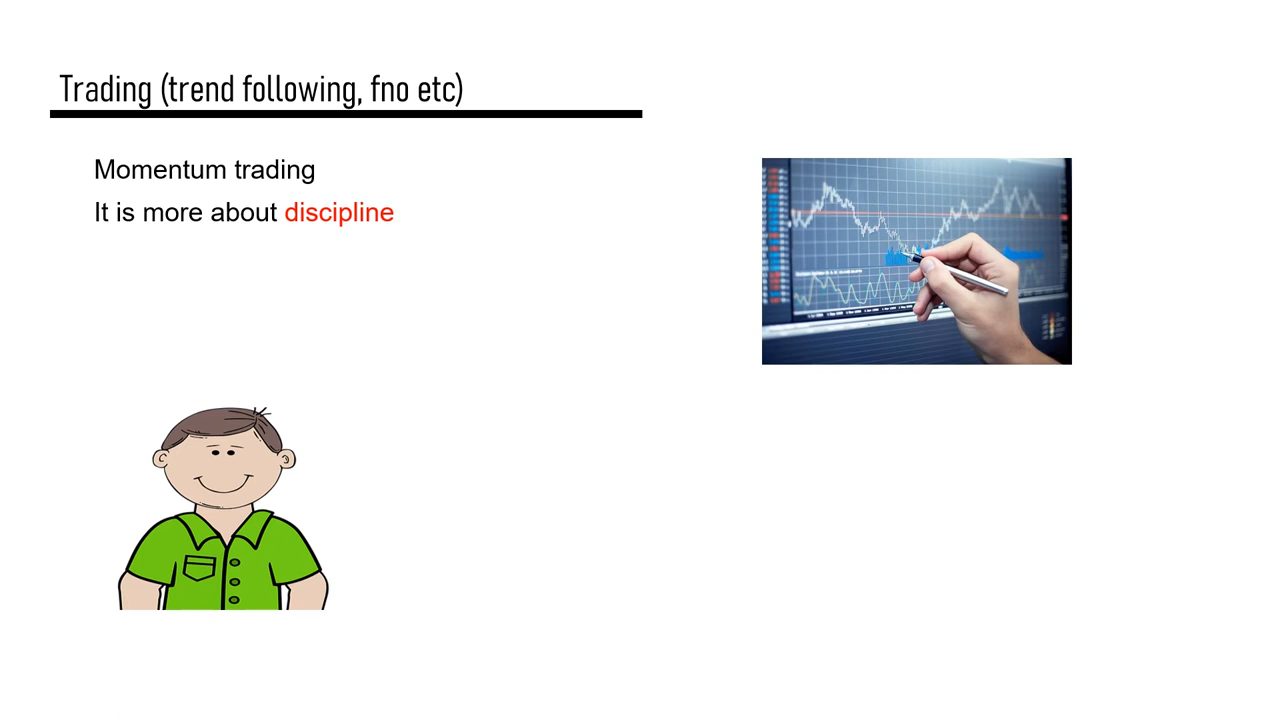 Trading (trend following, fno etc)
Momentum trading
It is more about discipline